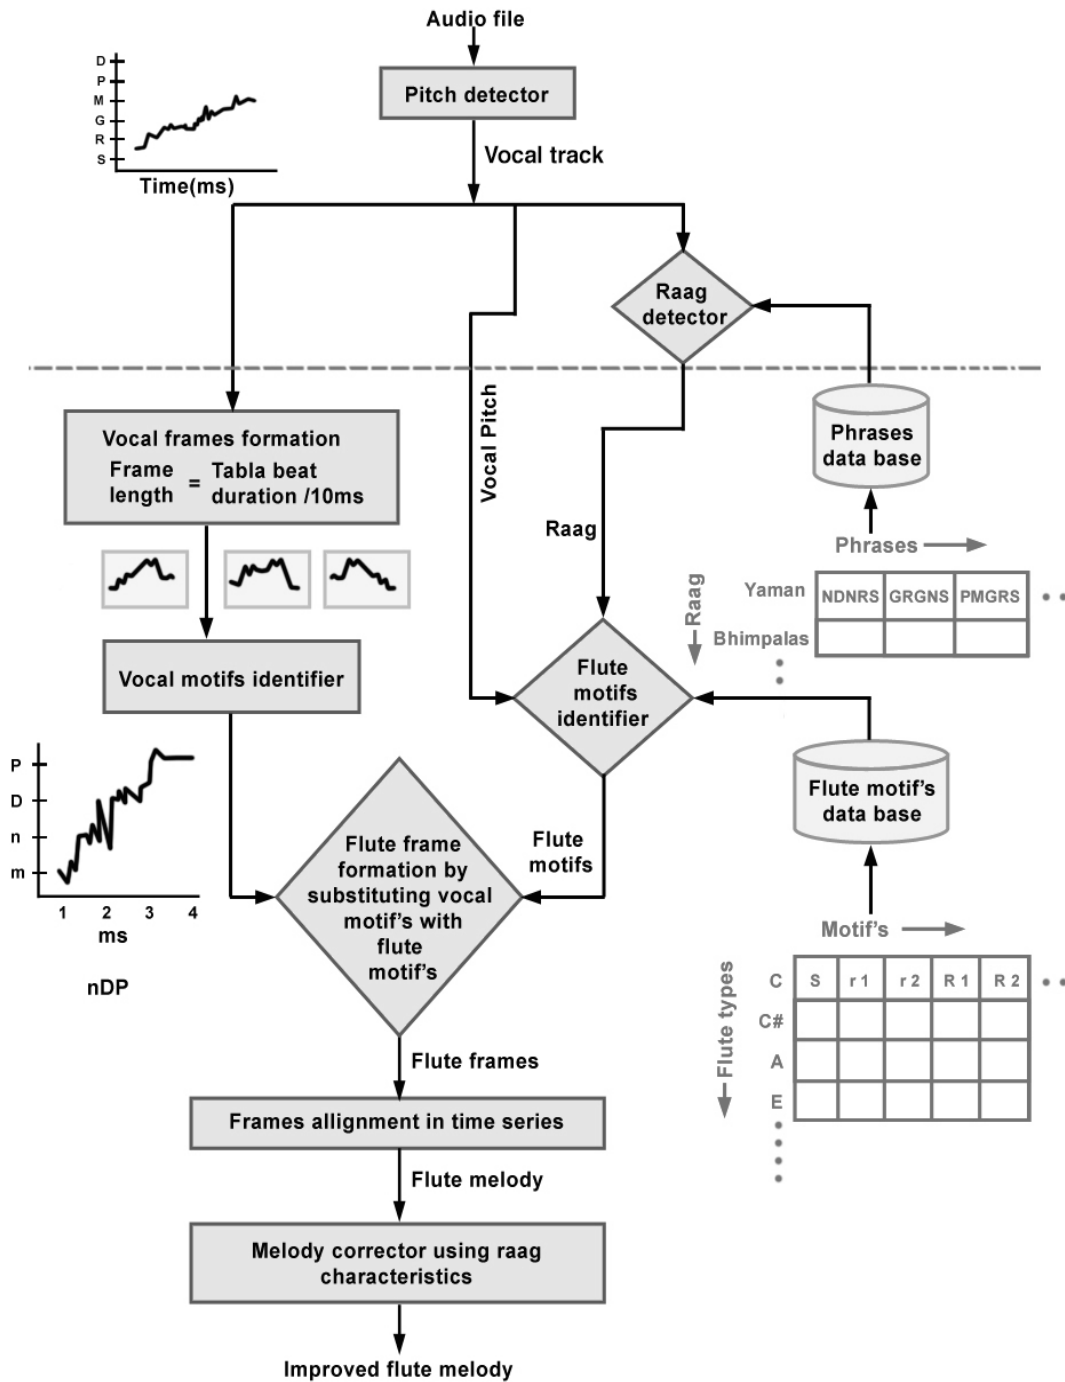 Audio file
Pitch detector
D
P
M
G
R
S
Time(ms)
Vocal track
Raag
detector
Vocal frames formation
Frame
length
=
Tabla beat
duration /10ms
Vocal Pitch
Raag
Phrases
data base
Phrases
Raag
Yaman
NDNRS GRGNS PMGRS
Bhimpalas
Vocal motifs identifier
Flute
motifs
identifier
P
D
n
m
1 2 3 4
ms
nDP
Flute frame
formation by
substituting vocal
motif's with
flute
motif's
Flute
motifs
Flute motif's
data base
Motif's
Flute types
C S r 1 r 2 R 1 R 2
C#
A
E
Flute frames
Frames allignment in time series
Flute melody
Melody corrector using raag
characteristics
Improved flute melody